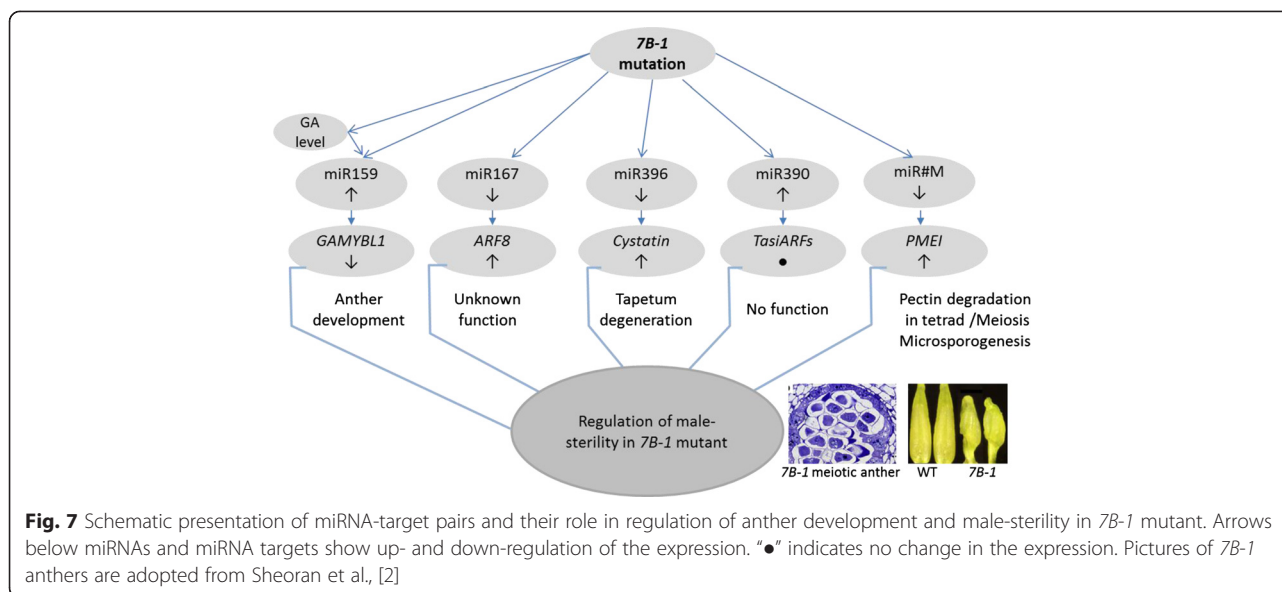 7B-1
mutation
GA
level
miR159
↑
miR167
↓
miR396
↓
miR390
↑
miR#M
↓
GAMYBL1
↓
ARF8
↑
Cystatin
↑
TasiARFs
●
PMEI
↑
Anther
development
Unknown
function
Tapetum
degeneration
No function
Pectin degradation
in tetrad /Meiosis
Microsporogenesis
Regulation of male-
sterility in 7B-1 mutant
7B-1 meiotic anther
WT
7B-1
Fig. 7 Schematic presentation of miRNA-target pairs and their role in regulation of anther development and male-sterility in 7B-1 mutant. Arrows
below miRNAs and miRNA targets show up- and down-regulation of the expression. “●” indicates no change in the expression. Pictures of 7B-1
anthers are adopted from Sheoran et al., [2]